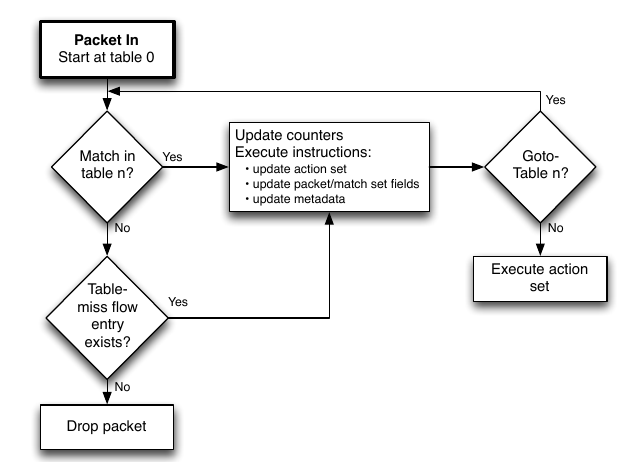 Packet In
Start at table 0
Yes
Match in
table n?
Yes
Update counters
Execute instructions:
• update action set
• update packet/match set fields
• update metadata
Goto-
Table n?
No
No
Execute action
set
Table-
miss flow
entry
exists?
Yes
No
Drop packet